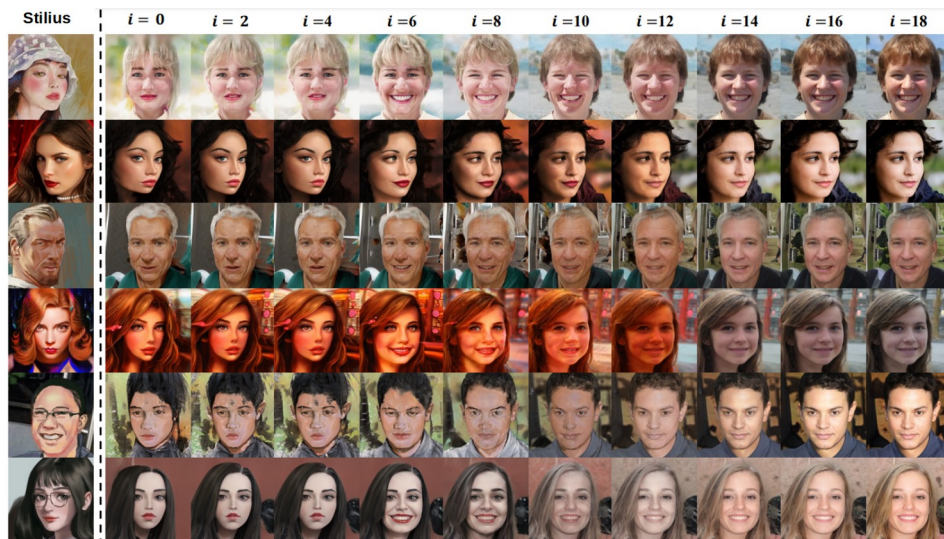 Stilius i = 0 i = 2 i =4 i =6 i =8 i =10 i =12 i =14 i =16 i =18